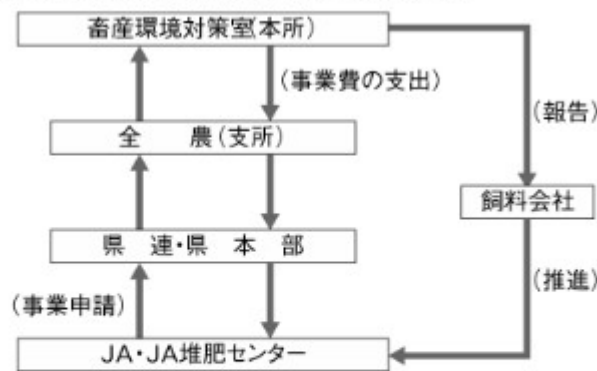 畜産環境対策室(本所)
(事業費の支出)
(報告)
全 農(支所)
飼料会社
県 連・県 本 部
(推進)
(事業申請)
JA・JA堆肥センター